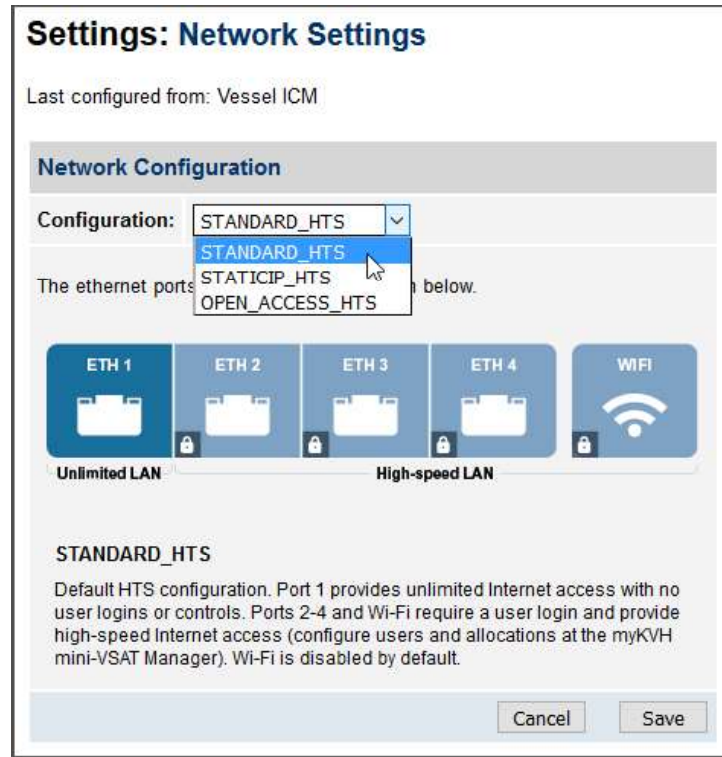 Settings: Network Settings
Last configured from: Vessel ICM
Network Configuration
Configuration: STANDARD_HTS
STANDARD_HTS
STATICIP_HTS
OPEN_ACCESS_HTS
The ethernet ports below.
ETH 1 ETH 2 ETH 3 ETH 4 WIFI
Unlimited LAN High-speed LAN
STANDARD_HTS
Default HTS configuration. Port 1 provides unlimited Internet access with no
user logins or controls. Ports 2-4 and Wi-Fi require a user login and provide
high-speed Internet access (configure users and allocations at the myKVH
mini-VSAT Manager). Wi-Fi is disabled by default.
Cancel Save